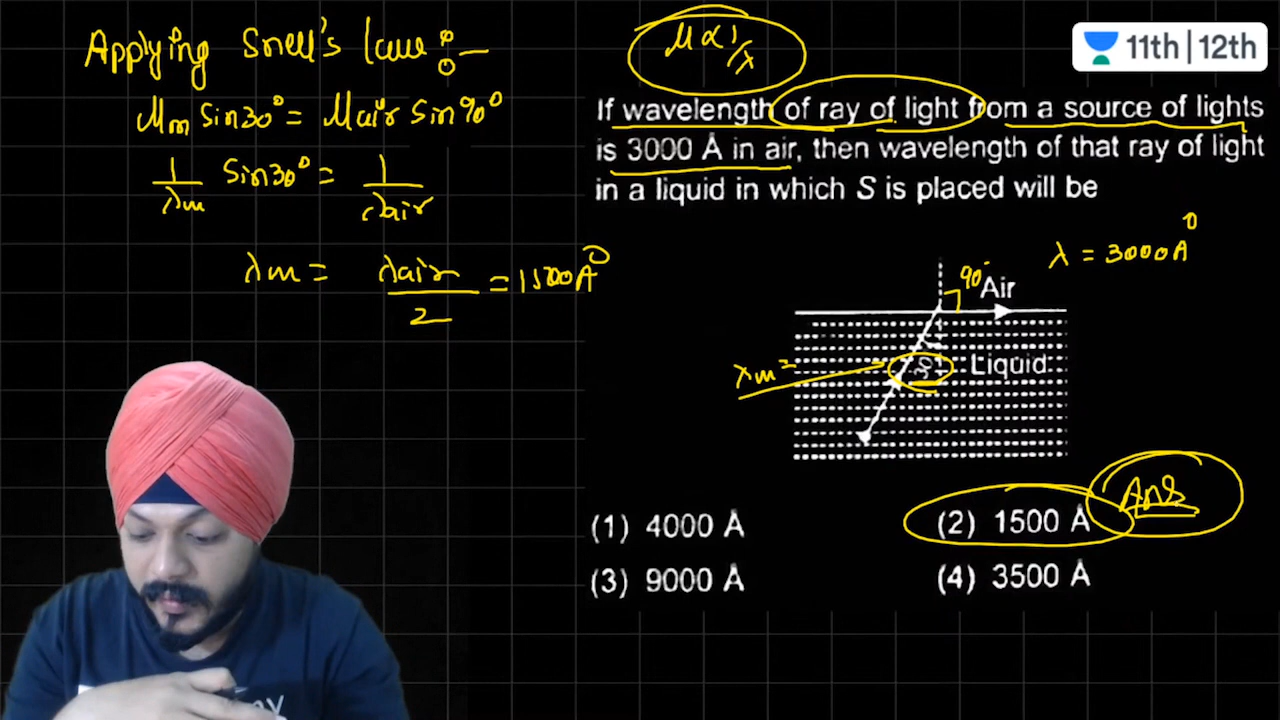 Applying Snell's law :-
μm Sin30° = μair Sin90°
1/λm Sin30° = 1/λair
λm = λair/2 = 1500A°
μ ∝ 1/λ
11th | 12th
If wavelength of ray of light from a source of lights
is 3000 Å in air, then wavelength of that ray of light
in a liquid in which S is placed will be
λ = 3000A°
90°
Air
Liquid
λm =
(1) 4000 Å
(2) 1500 Å
Ans
(3) 9000 Å
(4) 3500 Å